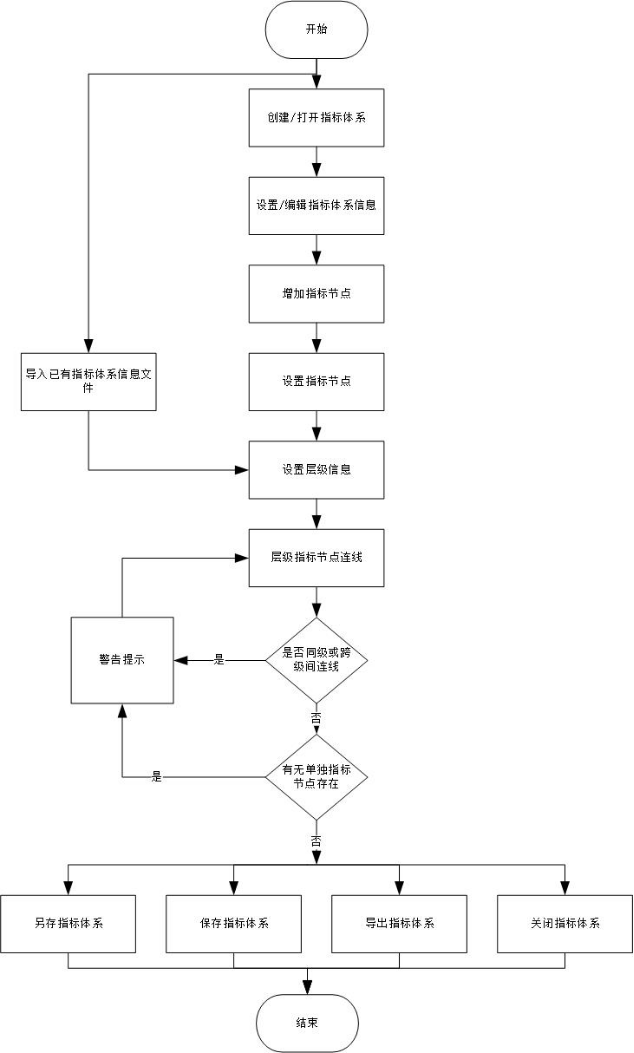 开始
创建/打开指标体系
设置/编辑指标体系信息
增加指标节点
导入已有指标体系信息文
件
设置指标节点
设置层级信息
层级指标节点连线
警告提示
是
是否同级或跨
级间连线
否
是
有无单独指标
节点存在
否
另存指标体系
保存指标体系
导出指标体系
关闭指标体系
结束